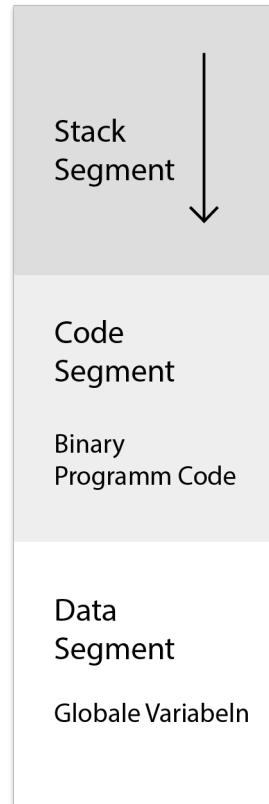 Stack
Segment
Code
Segment
Binary
Programm Code
Data
Segment
Globale Variabeln